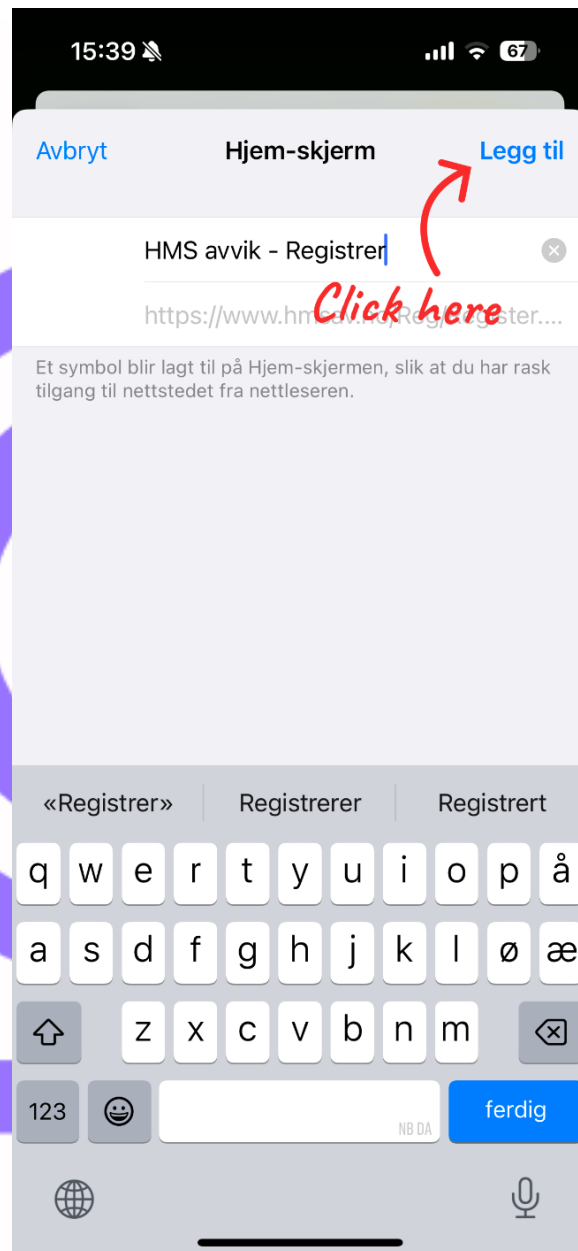 15:39
67
Avbryt Hjem-skjerm Legg til
HMS avvik - Registrer
Click here
Et symbol blir lagt til på Hjem-skjermen, slik at du har rask
tilgang til nettstedet fra nettleseren.
«Registrer» Registrerer Registrert
q w e r t y u i o p å
a s d f g h j k l ø æ
z x c v b n m
123 ferdig
NB DA